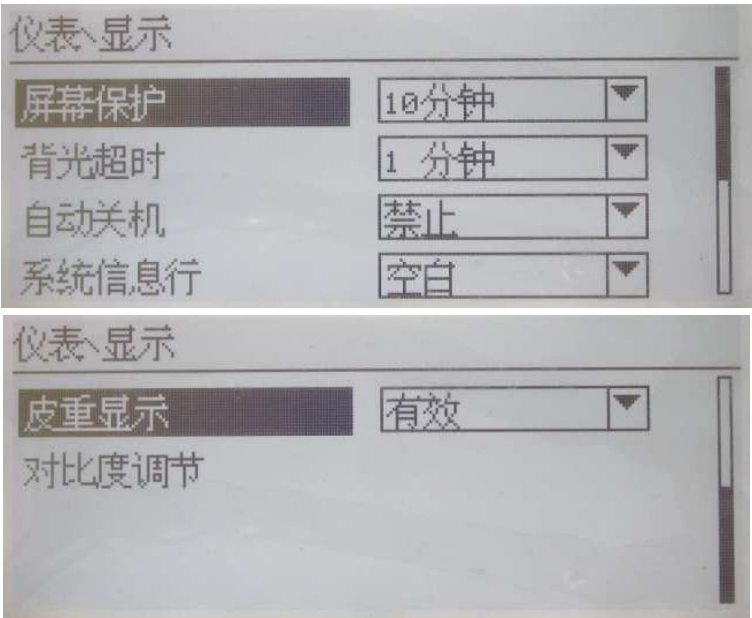 仪表\显示
屏幕保护 10分钟
背光超时 1 分钟
自动关机 禁止
系统信息行 空白
仪表\显示
皮重显示 有效
对比度调节